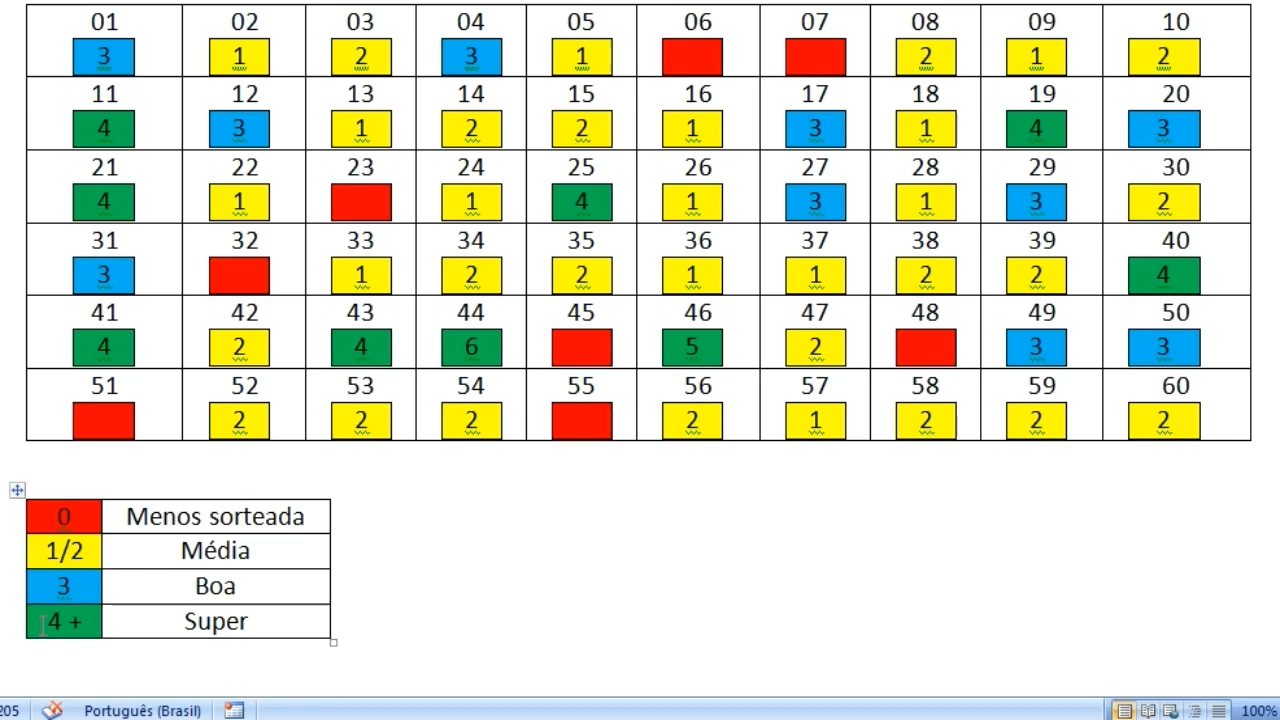 01 02 03 04 05 06 07 08 09 10
3 1 2 3 1 2 1 2
11 12 13 14 15 16 17 18 19 20
4 3 1 2 2 1 3 1 4 3
21 22 23 24 25 26 27 28 29 30
4 1 1 4 1 3 1 3 2
31 32 33 34 35 36 37 38 39 40
3 1 2 2 1 1 2 2 4
41 42 43 44 45 46 47 48 49 50
4 2 4 6 5 2 3 3
51 52 53 54 55 56 57 58 59 60
2 2 2 2 1 2 2 2
0 Menos sorteada
1/2 Média
3 Boa
4 + Super
205 Português (Brasil) 100%